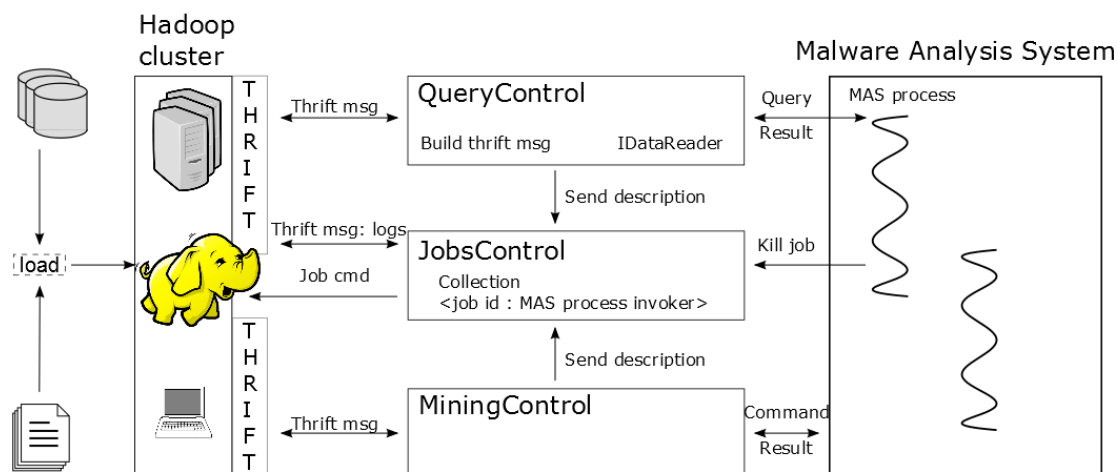 Hadoop
cluster
Malware Analysis System
T
H
R
I
F
T
Thrift msg
QueryControl
Build thrift msg IDataReader
Query
Result
MAS process
Send description
load
Thrift msg: logs
Job cmd
JobsControl
Collection
<job id : MAS process invoker>
Kill job
Send description
T
H
R
I
F
T
Thrift msg
MiningControl
Command
Result